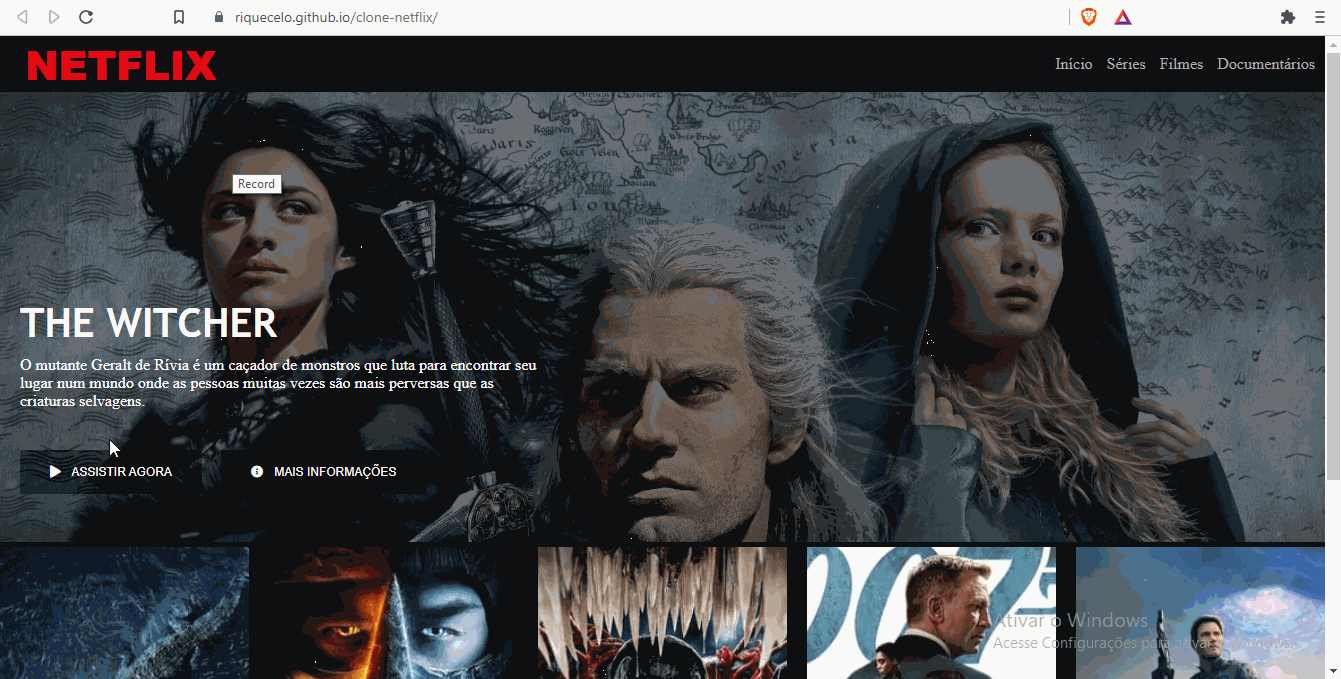 riquecelo.github.io/clone-netflix/
NETFLIX
Início Séries Filmes Documentários
Record
THE WITCHER
O mutante Geralt de Rívia é um caçador de monstros que luta para encontrar seu
lugar num mundo onde as pessoas muitas vezes são mais perversas que as
criaturas selvagens.
ASSISTIR AGORA
MAIS INFORMAÇÕES
007
Ativar o Windows
Acesse Configurações para ativar o Windows.